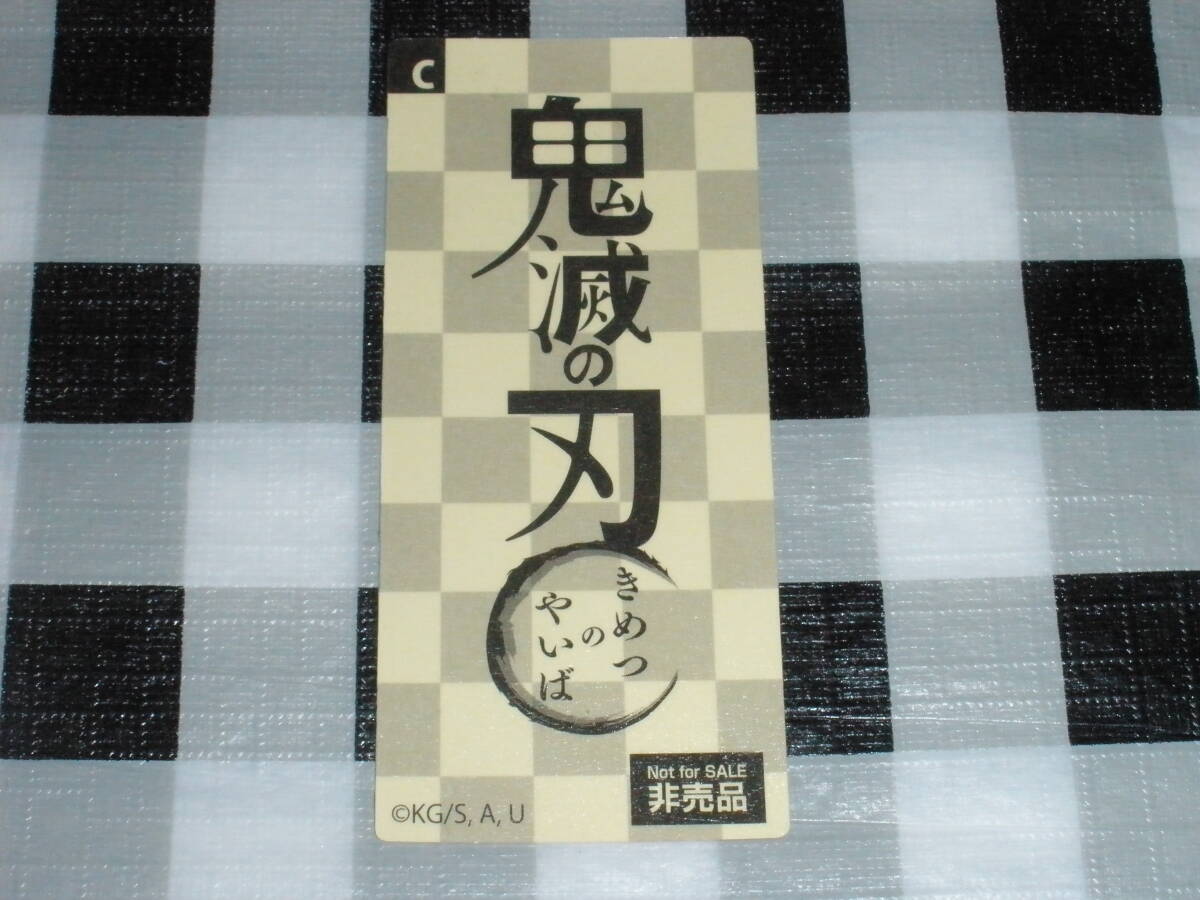 C
鬼滅の刃
きめつ
の
やいば
Not for SALE
非売品
©KG/S, A, U